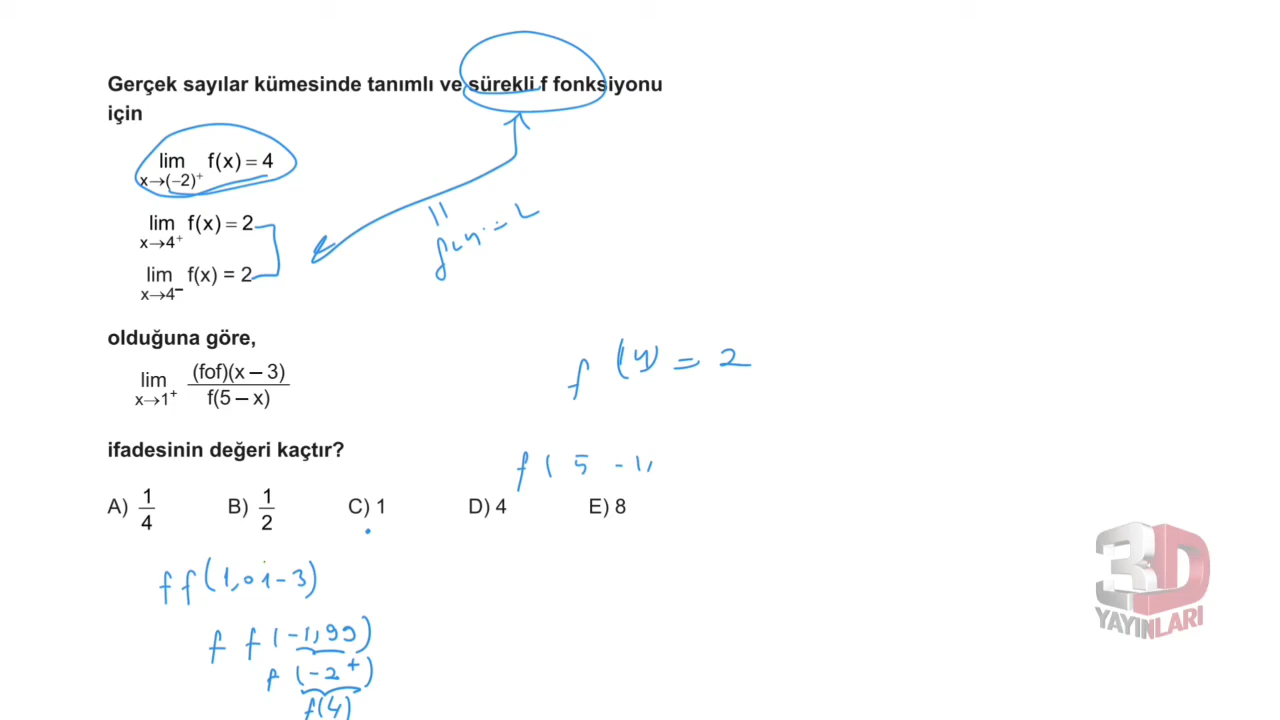 Gerçek sayılar kümesinde tanımlı ve sürekli f fonksiyonu
için
lim f(x) = 4
x→(−2)⁺
lim f(x) = 2
x→4⁺
lim f(x) = 2
x→4⁻
olduğuna göre,
lim (fof)(x – 3)
x→1⁺ f(5 – x)
ifadesinin değeri kaçtır?
A) 1/4 B) 1/2 C) 1 D) 4 E) 8
f (4) = 2
f ( 5 - 1,
f f (1,01-3)
f f (-1,99)
f (-2⁺)
f(4)
3D
YAYINLARI